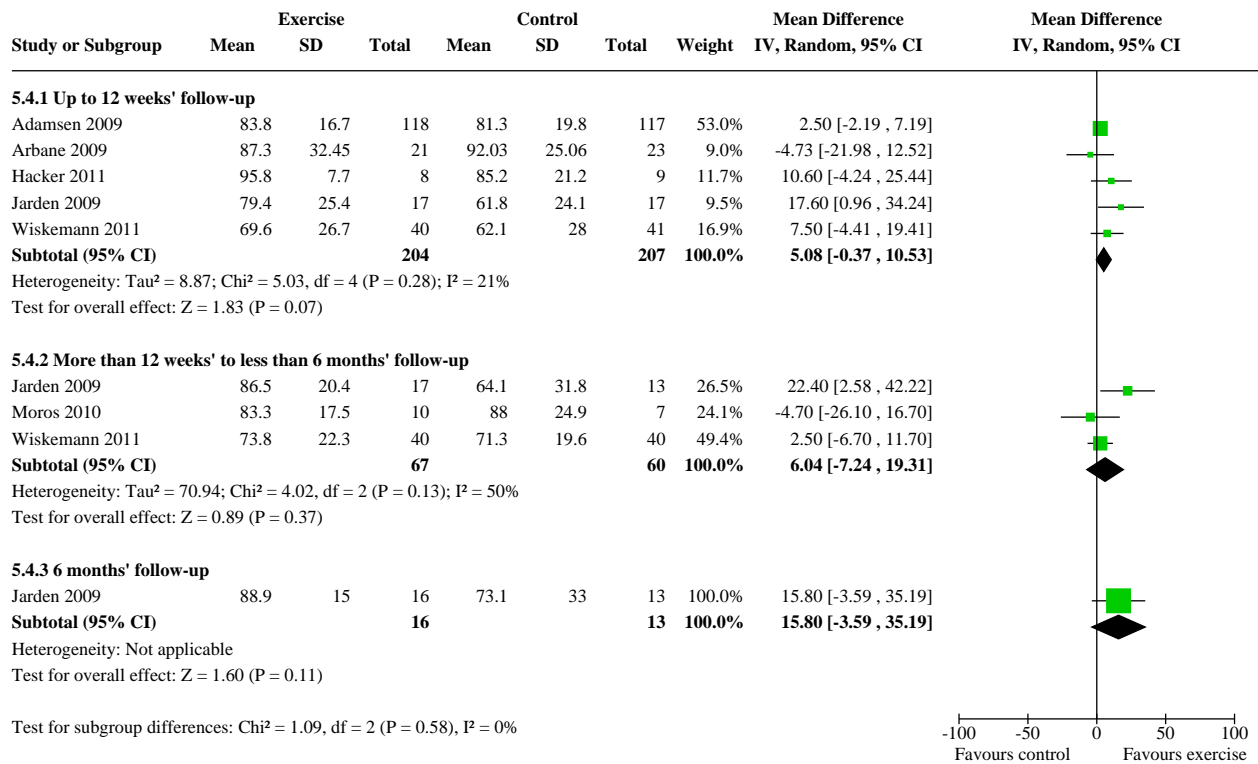 Exercise Control Mean Difference Mean Difference
Study or Subgroup Mean SD Total Mean SD Total Weight IV, Random, 95% CI IV, Random, 95% CI
5.4.1 Up to 12 weeks' follow-up
Adamsen 2009 83.8 16.7 118 81.3 19.8 117 53.0% 2.50 [-2.19 , 7.19]
Arbane 2009 87.3 32.45 21 92.03 25.06 23 9.0% -4.73 [-21.98 , 12.52]
Hacker 2011 95.8 7.7 8 85.2 21.2 9 11.7% 10.60 [-4.24 , 25.44]
Jarden 2009 79.4 25.4 17 61.8 24.1 17 9.5% 17.60 [0.96 , 34.24]
Wiskemann 2011 69.6 26.7 40 62.1 28 41 16.9% 7.50 [-4.41 , 19.41]
Subtotal (95% CI) 204 207 100.0% 5.08 [-0.37 , 10.53]
Heterogeneity: Tau² = 8.87; Chi² = 5.03, df = 4 (P = 0.28); I² = 21%
Test for overall effect: Z = 1.83 (P = 0.07)
5.4.2 More than 12 weeks' to less than 6 months' follow-up
Jarden 2009 86.5 20.4 17 64.1 31.8 13 26.5% 22.40 [2.58 , 42.22]
Moros 2010 83.3 17.5 10 88 24.9 7 24.1% -4.70 [-26.10 , 16.70]
Wiskemann 2011 73.8 22.3 40 71.3 19.6 40 49.4% 2.50 [-6.70 , 11.70]
Subtotal (95% CI) 67 60 100.0% 6.04 [-7.24 , 19.31]
Heterogeneity: Tau² = 70.94; Chi² = 4.02, df = 2 (P = 0.13); I² = 50%
Test for overall effect: Z = 0.89 (P = 0.37)
5.4.3 6 months' follow-up
Jarden 2009 88.9 15 16 73.1 33 13 100.0% 15.80 [-3.59 , 35.19]
Subtotal (95% CI) 16 13 100.0% 15.80 [-3.59 , 35.19]
Heterogeneity: Not applicable
Test for overall effect: Z = 1.60 (P = 0.11)
Test for subgroup differences: Chi² = 1.09, df = 2 (P = 0.58), I² = 0%
-100 -50 0 50 100
Favours control Favours exercise